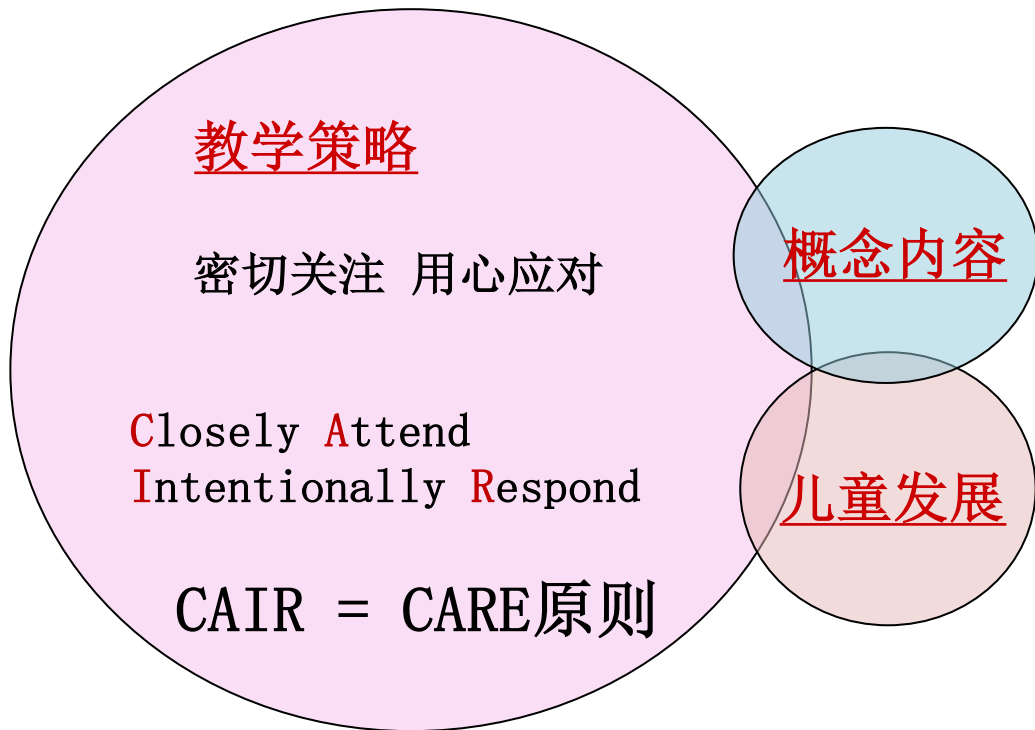 教学策略
密切关注 用心应对
Closely Attend
Intentionally Respond
CAIR = CARE原则
概念内容
儿童发展